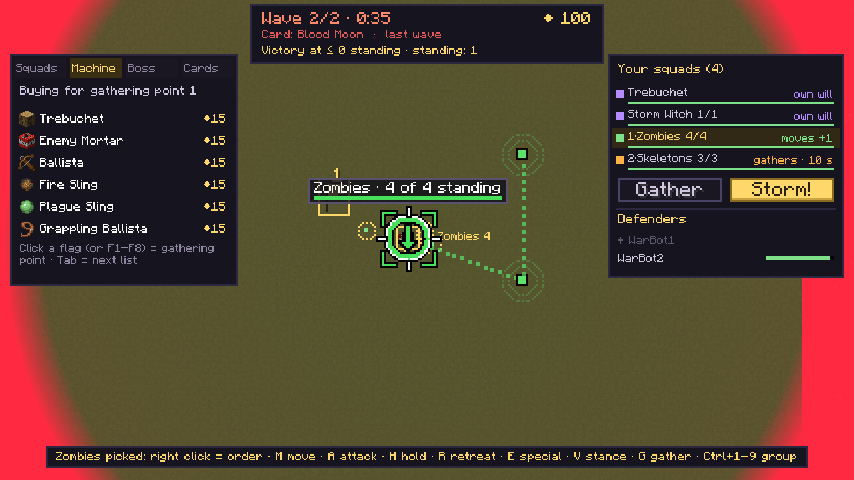 Wave 2/2 · 0:35
100
Card: Blood Moon · last wave
Victory at ≤ 0 standing · standing: 1
Squads Machine Boss Cards
Buying for gathering point 1
Trebuchet 15
Enemy Mortar 15
Ballista 15
Fire Sling 15
Plague Sling 15
Grappling Ballista 15
Click a flag (or F1-F8) = gathering
point · Tab = next list
1
Zombies · 4 of 4 standing
Zombies 4
Your squads (4)
Trebuchet own will
Storm Witch 1/1 own will
1·Zombies 4/4 moves +1
2·Skeletons 3/3 gathers · 10 s
Gather Storm!
Defenders
+ WarBot1
WarBot2
Zombies picked: right click = order · M move · A attack · H hold · R retreat · E special · V stance · G gather · Ctrl+1-9 group